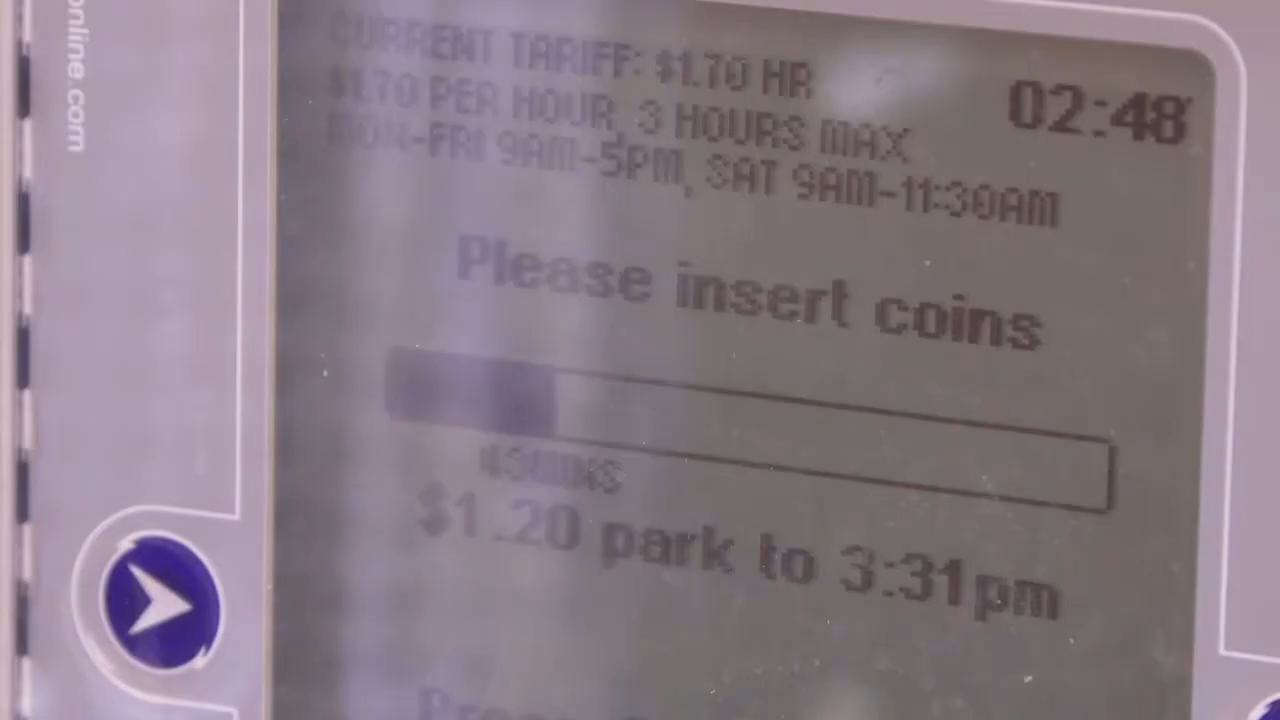 online.com
CURRENT TARIFF: $1.70 HR
02:48
$1.70 PER HOUR, 3 HOURS MAX
MON-FRI 9AM-5PM, SAT 9AM-11:30AM
Please insert coins
43MINS
$1.20 park to 3:31pm